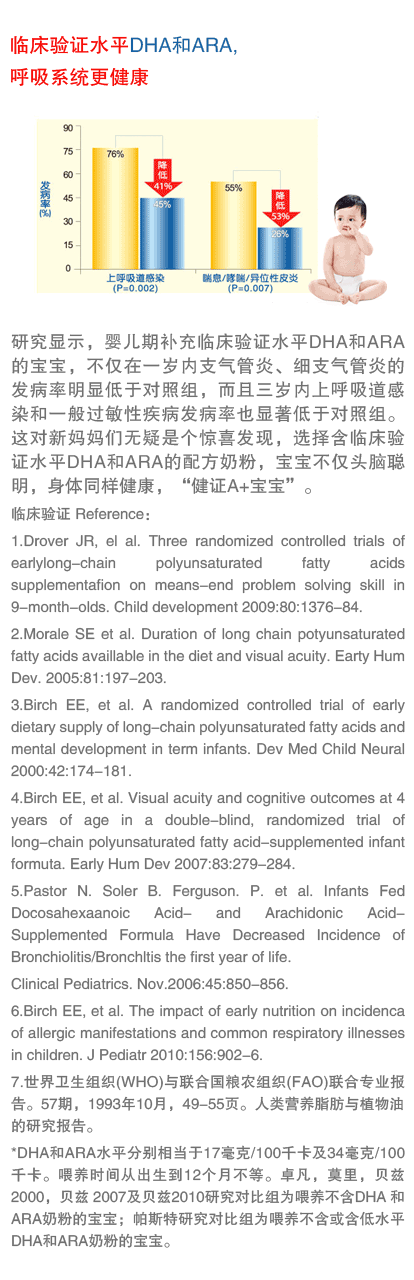 临床验证水平DHA和ARA,
呼吸系统更健康
90
75
60
45
30
15
0
发病率(%)
76%
降低
41%
45%
55%
降低
53%
26%
上呼吸道感染
(P=0.002)
喘息/哮喘/异位性皮炎
(P=0.007)
研究显示，婴儿期补充临床验证水平DHA和ARA
的宝宝，不仅在一岁内支气管炎、细支气管炎的
发病率明显低于对照组，而且三岁内上呼吸道感
染和一般过敏性疾病发病率也显著低于对照组。
这对新妈妈们无疑是个惊喜发现，选择含临床验
证水平DHA和ARA的配方奶粉，宝宝不仅头脑聪
明，身体同样健康，“健证A+宝宝”。
临床验证 Reference：
1.Drover JR, el al. Three randomized controlled trials of
earlylong-chain polyunsaturated fatty acids
supplementafion on means-end problem solving skill in
9-month-olds. Child development 2009:80:1376-84.
2.Morale SE et al. Duration of long chain potyunsaturated
fatty acids availlable in the diet and visual acuity. Earty Hum
Dev. 2005:81:197-203.
3.Birch EE, et al. A randomized controlled trial of early
dietary supply of long-chain polyunsaturated fatty acids and
mental development in term infants. Dev Med Child Neural
2000:42:174-181.
4.Birch EE, et al. Visual acuity and cognitive outcomes at 4
years of age in a double-blind, randomized trial of
long-chain polyunsaturated fatty acid-supplemented infant
formuta. Early Hum Dev 2007:83:279-284.
5.Pastor N. Soler B. Ferguson. P. et al. Infants Fed
Docosahexaanoic Acid- and Arachidonic Acid-
Supplemented Formula Have Decreased Incidence of
Bronchiolitis/Bronchltis the first year of life.
Clinical Pediatrics. Nov.2006:45:850-856.
6.Birch EE, et al. The impact of early nutrition on incidenca
of allergic manifestations and common respiratory illnesses
in children. J Pediatr 2010:156:902-6.
7.世界卫生组织(WHO)与联合国粮农组织(FAO)联合专业报
告。57期，1993年10月，49-55页。人类营养脂肪与植物油
的研究报告。
*DHA和ARA水平分别相当于17毫克/100千卡及34毫克/100
千卡。喂养时间从出生到12个月不等。卓凡，莫里，贝兹
2000，贝兹 2007及贝兹2010研究对比组为喂养不含DHA 和
ARA奶粉的宝宝；帕斯特研究对比组为喂养不含或含低水平
DHA和ARA奶粉的宝宝。